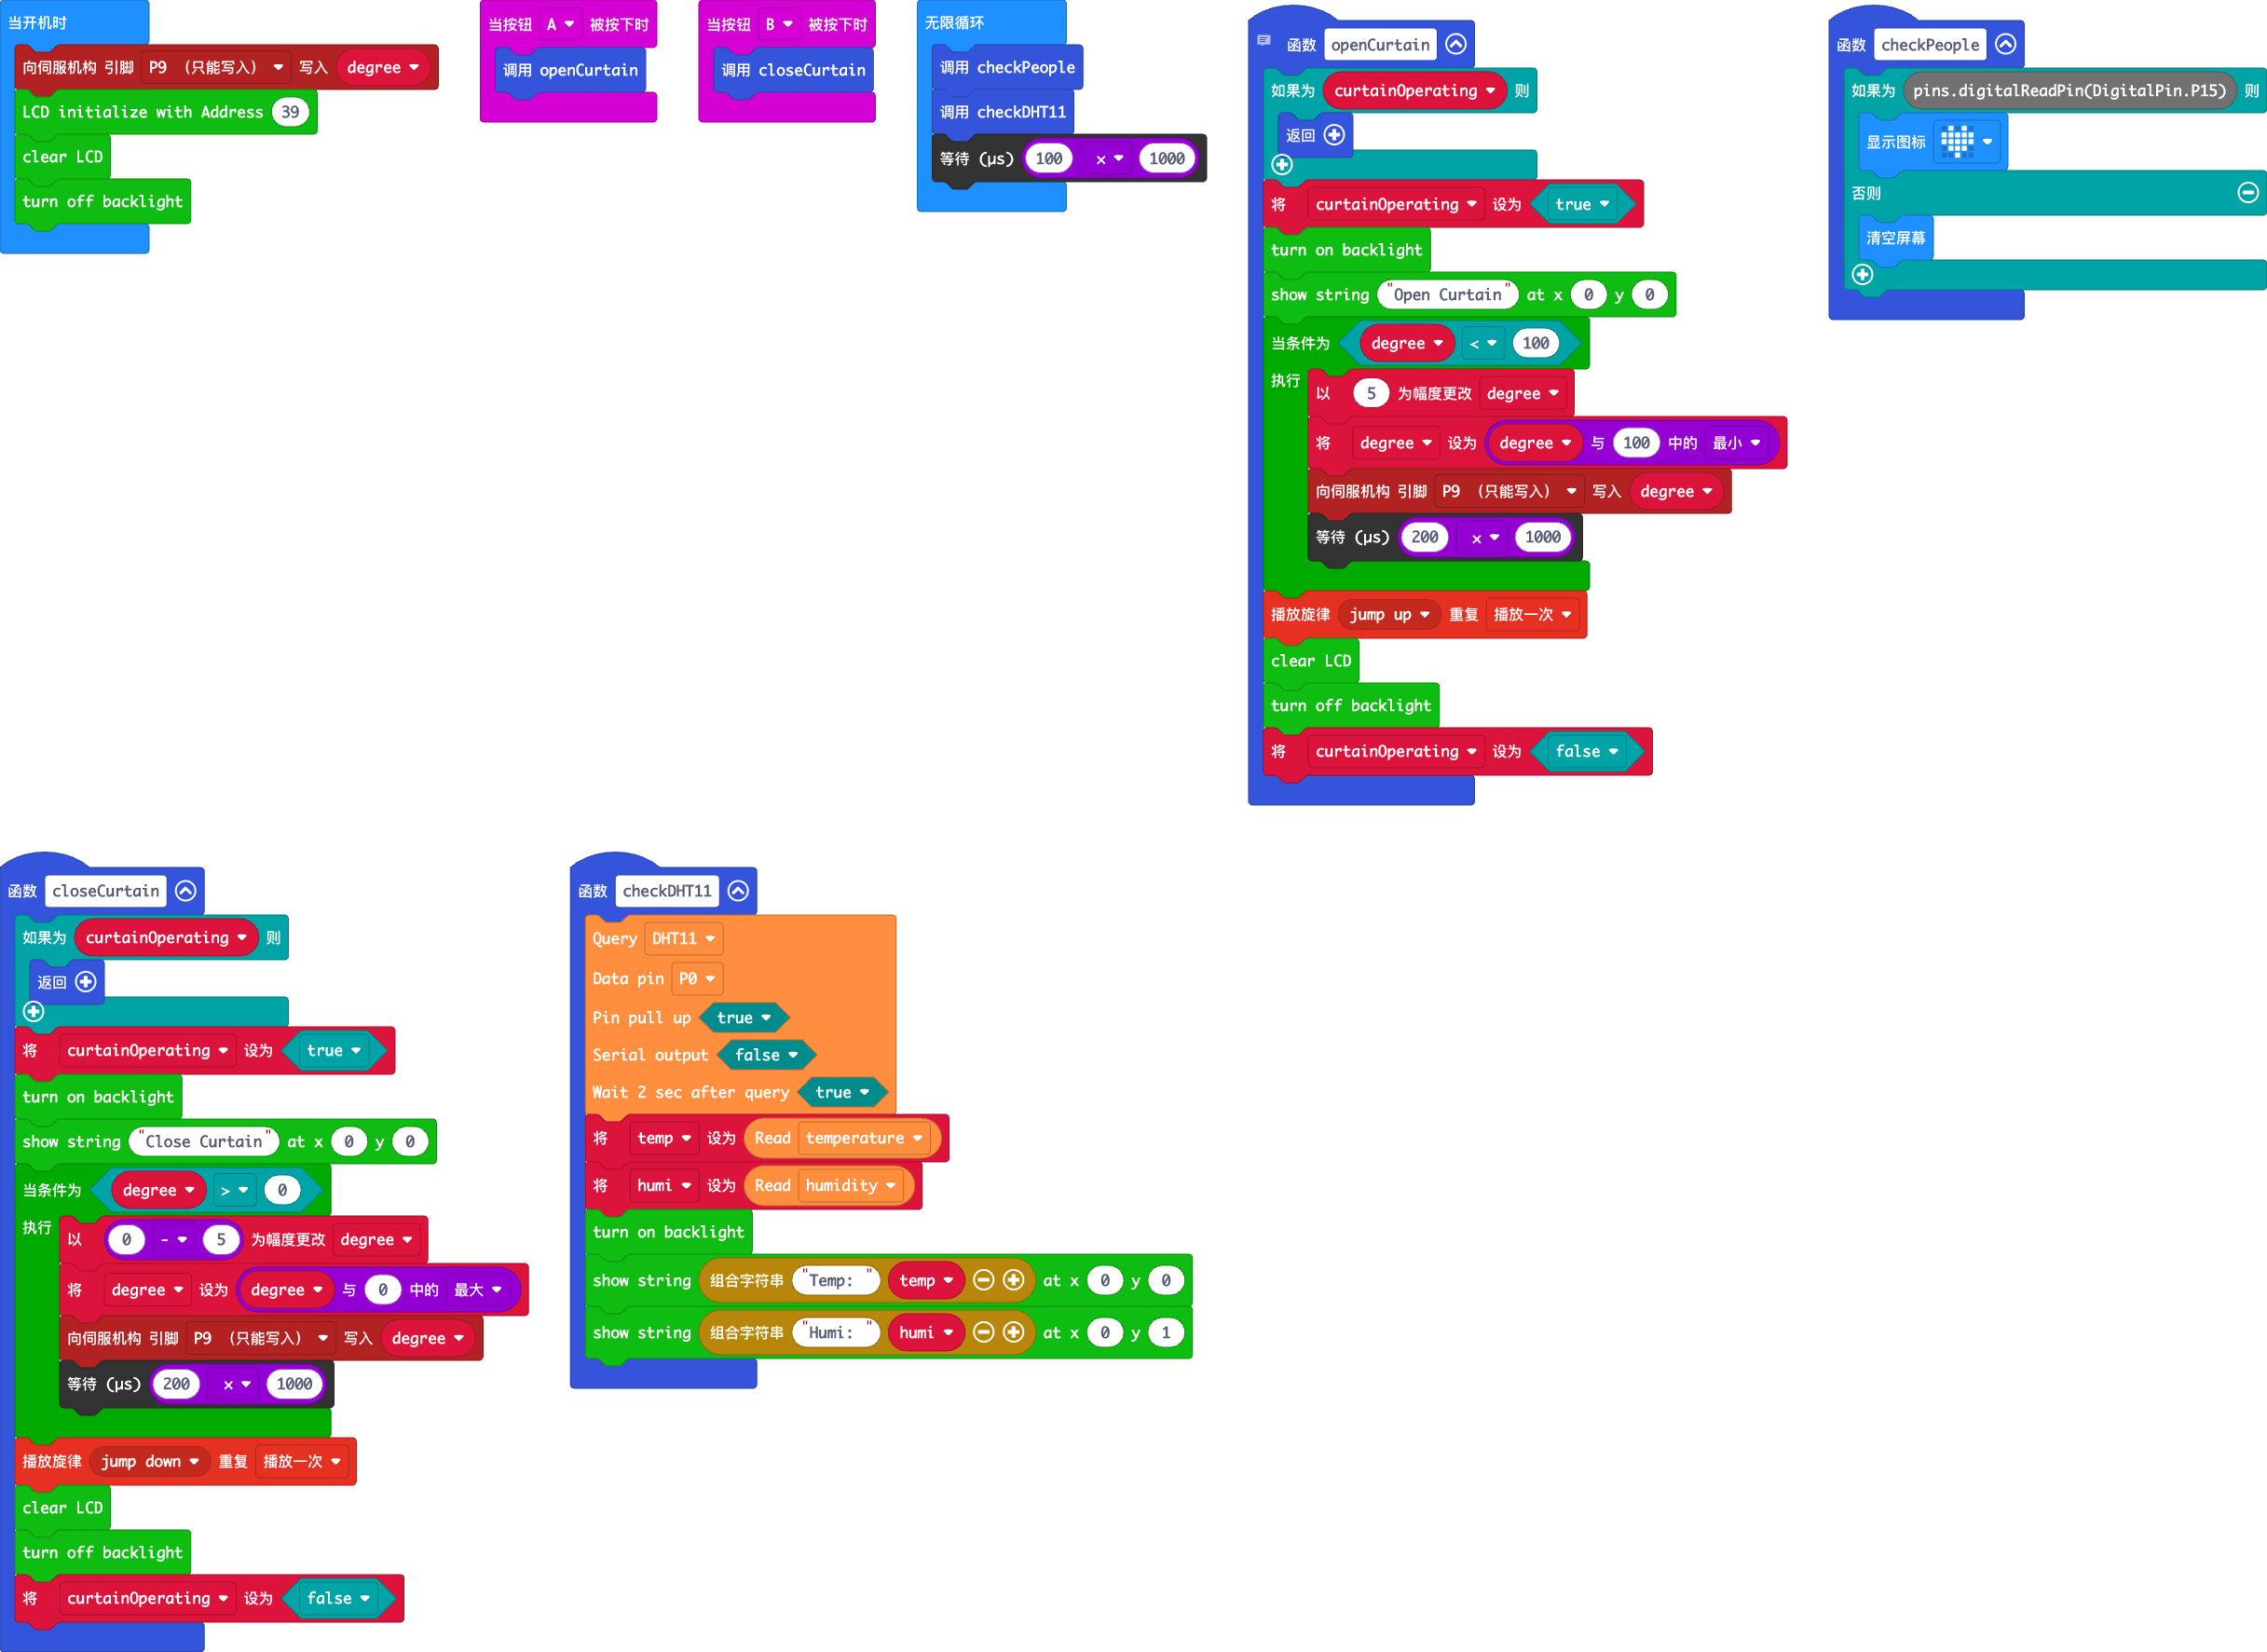 当开机时
向伺服机构 引脚 P9 （只能写入） 写入 degree
LCD initialize with Address 39
clear LCD
turn off backlight
当按钮 A 被按下时
调用 openCurtain
当按钮 B 被按下时
调用 closeCurtain
无限循环
调用 checkPeople
调用 checkDHT11
等待 (µs) 100 × 1000
函数 openCurtain
如果为 curtainOperating 则
返回
将 curtainOperating 设为 true
turn on backlight
show string "Open Curtain" at x 0 y 0
当条件为 degree < 100
执行 以 5 为幅度更改 degree
将 degree 设为 degree 与 100 中的 最小
向伺服机构 引脚 P9 （只能写入） 写入 degree
等待 (µs) 200 × 1000
播放旋律 jump up 重复 播放一次
clear LCD
turn off backlight
将 curtainOperating 设为 false
函数 checkPeople
如果为 pins.digitalReadPin(DigitalPin.P15) 则
显示图标
否则
清空屏幕
函数 closeCurtain
如果为 curtainOperating 则
返回
将 curtainOperating 设为 true
turn on backlight
show string "Close Curtain" at x 0 y 0
当条件为 degree > 0
执行 以 0 - 5 为幅度更改 degree
将 degree 设为 degree 与 0 中的 最大
向伺服机构 引脚 P9 （只能写入） 写入 degree
等待 (µs) 200 × 1000
播放旋律 jump down 重复 播放一次
clear LCD
turn off backlight
将 curtainOperating 设为 false
函数 checkDHT11
Query DHT11
Data pin P0
Pin pull up true
Serial output false
Wait 2 sec after query true
将 temp 设为 Read temperature
将 humi 设为 Read humidity
turn on backlight
show string 组合字符串 "Temp: " temp at x 0 y 0
show string 组合字符串 "Humi: " humi at x 0 y 1